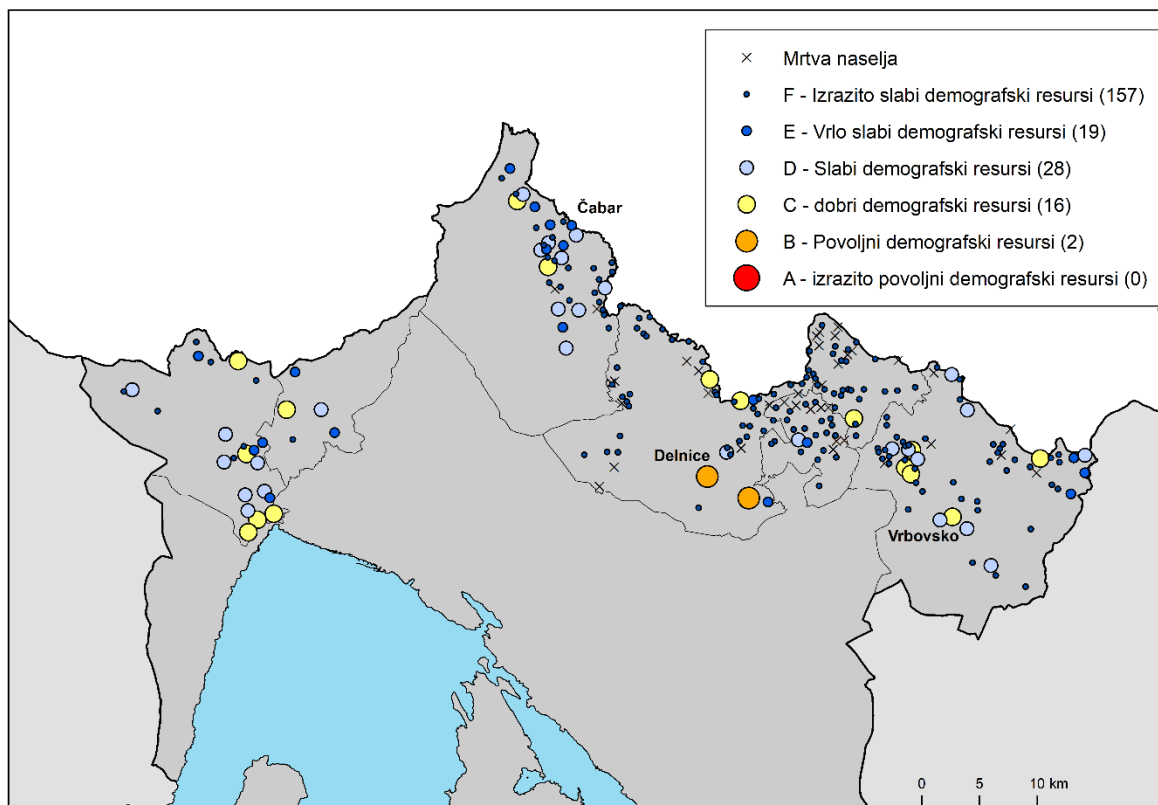 Mrtva naselja
F - Izrazito slabi demografski resursi (157)
E - Vrlo slabi demografski resursi (19)
D - Slabi demografski resursi (28)
C - dobri demografski resursi (16)
B - Povoljni demografski resursi (2)
A - izrazito povoljni demografski resursi (0)
Čabar
Delnice
Vrbovsko
0 5 10 km